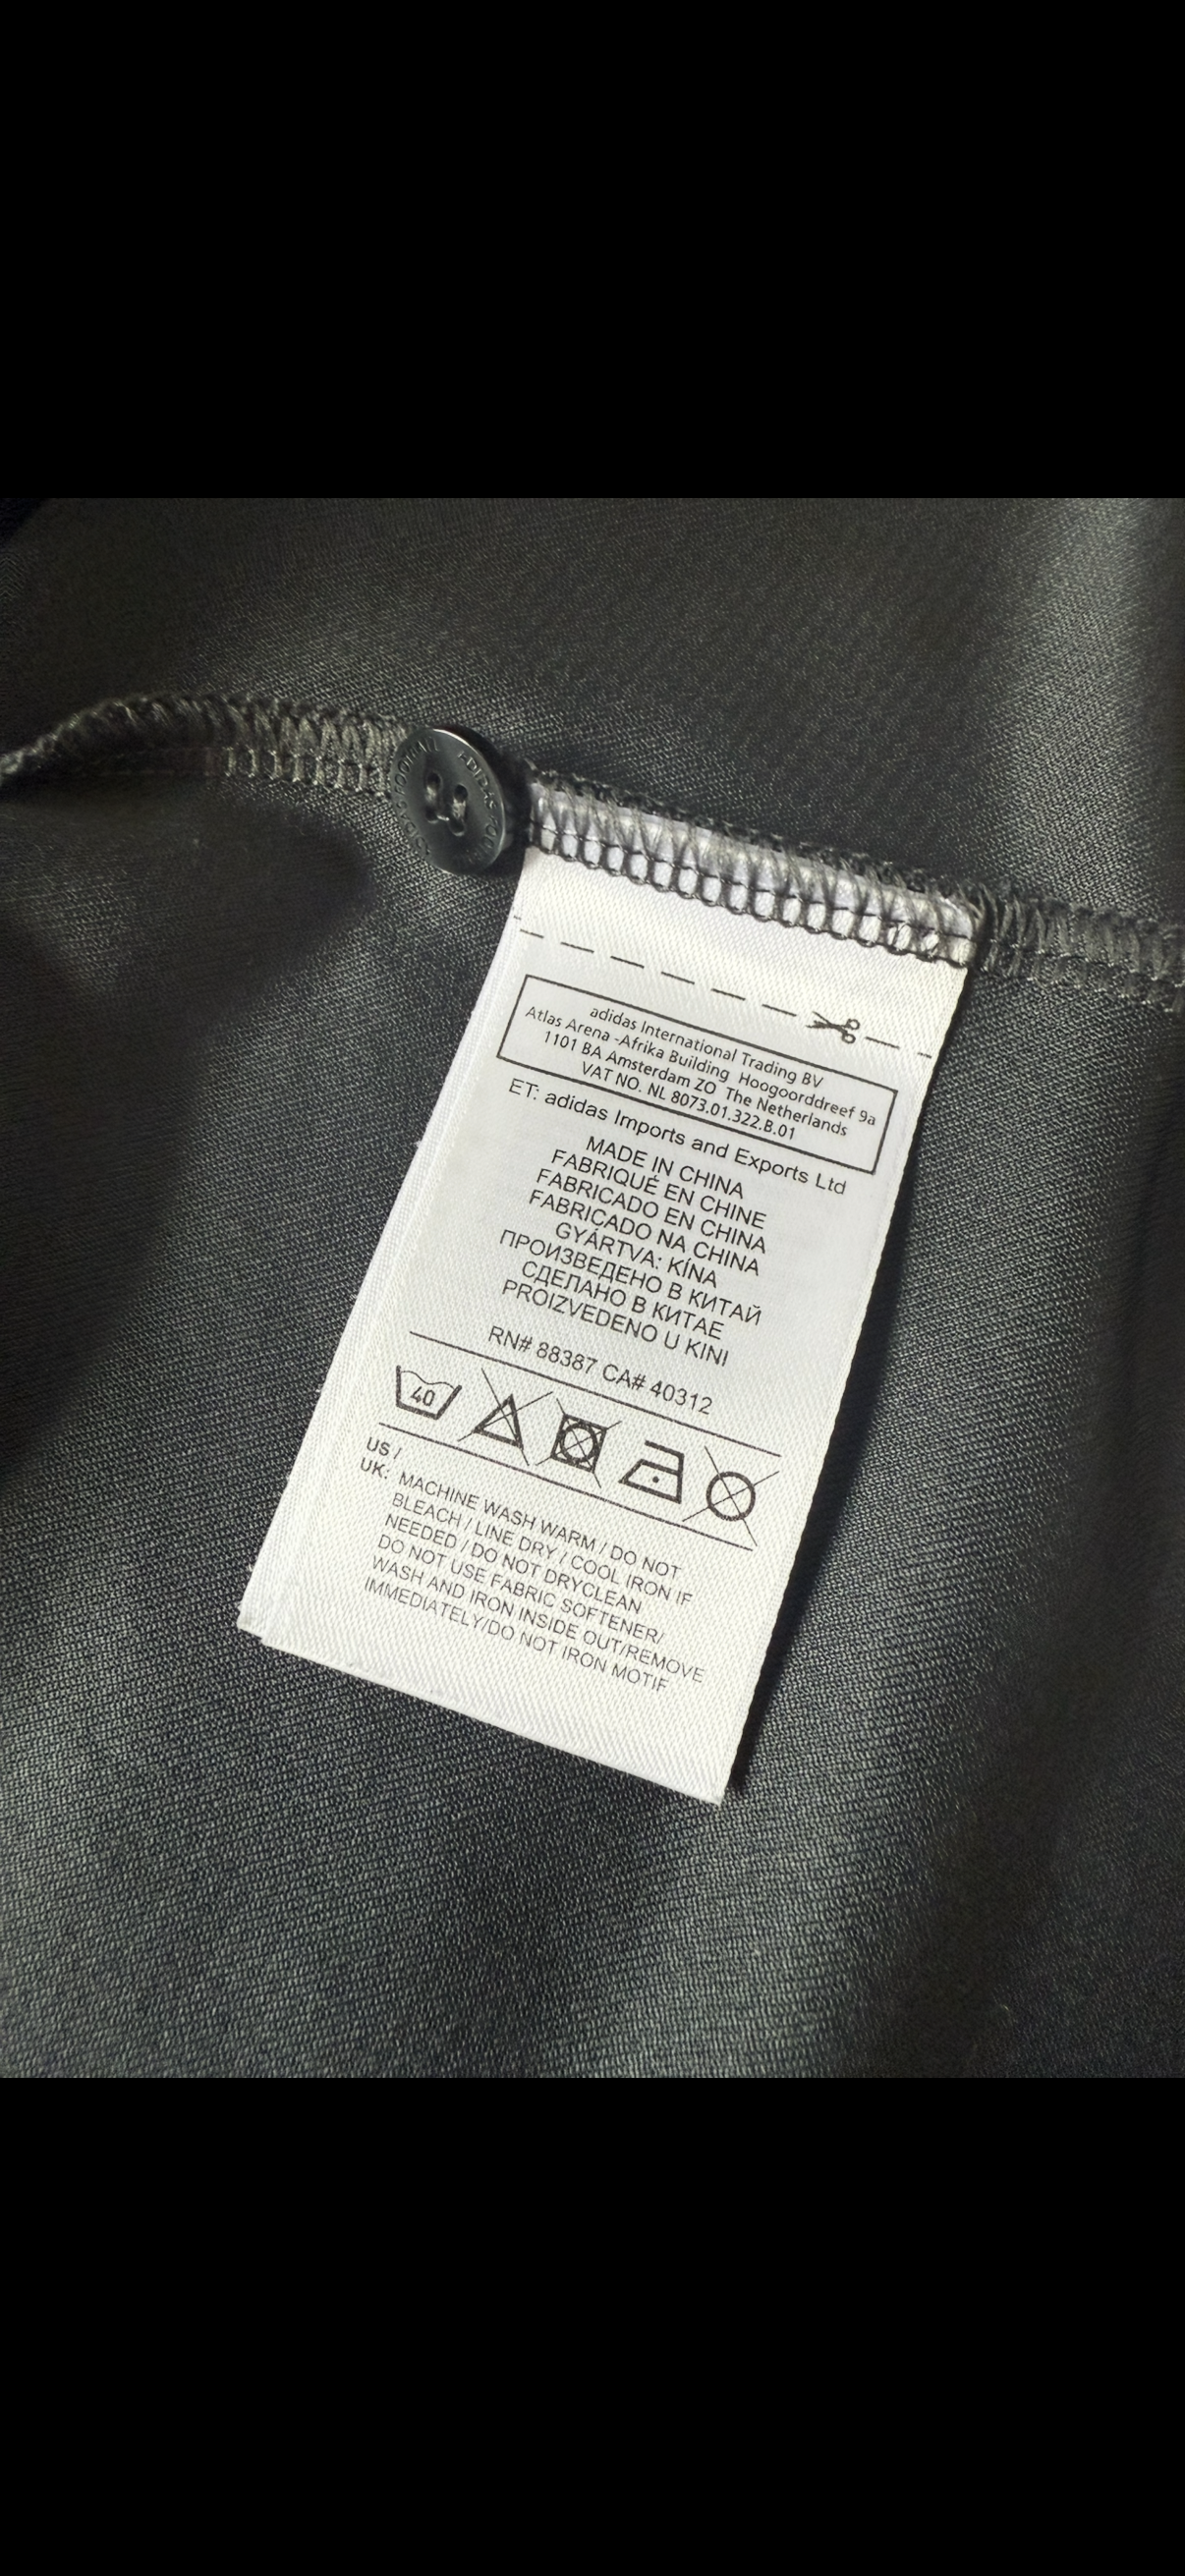 ADIDAS
adidas International Trading BV
Atlas Arena -Afrika Building Hoogoorddreef 9a
1101 BA Amsterdam ZO The Netherlands
VAT NO. NL 8073.01.322.B.01
ET: adidas Imports and Exports Ltd
MADE IN CHINA
FABRIQUÉ EN CHINE
FABRICADO EN CHINA
FABRICADO NA CHINA
GYÁRTVA: KÍNA
ПРОИЗВЕДЕНО В КИТАЙ
СДЕЛАНО В КИТАЕ
PROIZVEDENO U KINI
RN# 88387 CA# 40312
40
US /
UK: MACHINE WASH WARM / DO NOT
BLEACH / LINE DRY / COOL IRON IF
NEEDED / DO NOT DRYCLEAN
DO NOT USE FABRIC SOFTENER/
WASH AND IRON INSIDE OUT/REMOVE
IMMEDIATELY/DO NOT IRON MOTIF